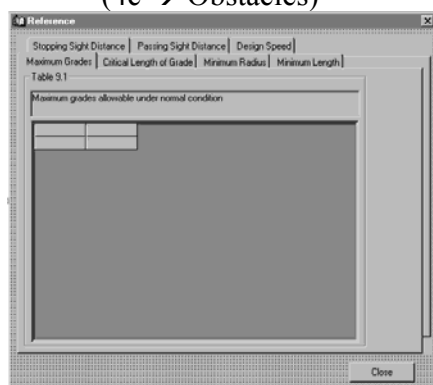 (4c → Obstacles)
Reference
Stopping Sight Distance Passing Sight Distance Design Speed
Maximum Grades Critical Length of Grade Minimum Radius Minimum Length
Table 9.1
Maximum grades allowable under normal condition
Close